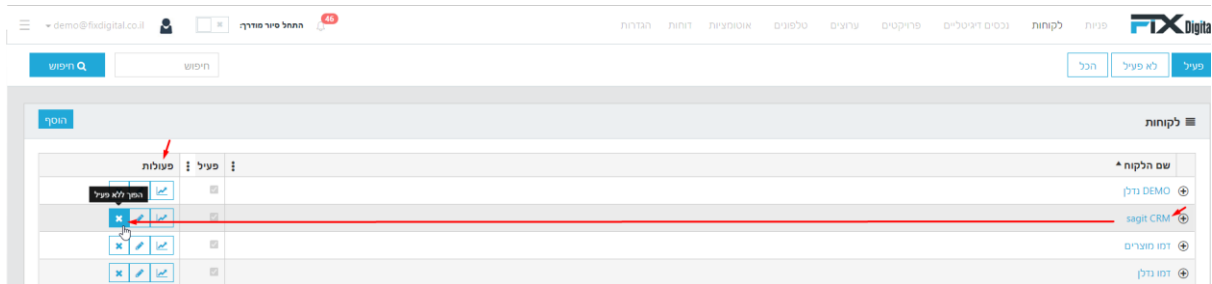 FIX Digita פניות לקוחות נכסים דיגיטליים פרויקטים ערוצים טלפונים אוטומציות דוחות הגדרות 46 התחל סיור מודרך: demo@fixdigital.co.il
פעיל לא פעיל הכל חיפוש חיפוש
לקוחות הוסף
שם הלקוח פעיל פעולות
DEMO נדלן הפוך ללא פעיל
sagit CRM
דמו מוצרים
דמו נדלן